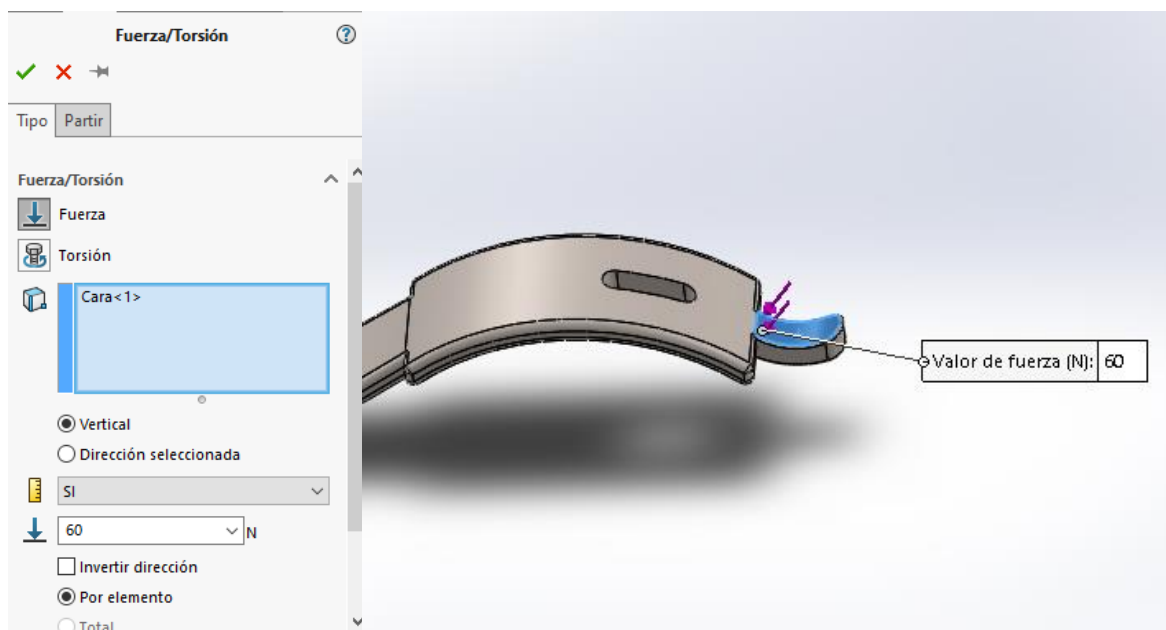 Fuerza/Torsión
?
Tipo Partir
Fuerza/Torsión
Fuerza
Torsión
Cara<1>
Vertical
Dirección seleccionada
SI
60 N
Invertir dirección
Por elemento
Total
Valor de fuerza (N): 60